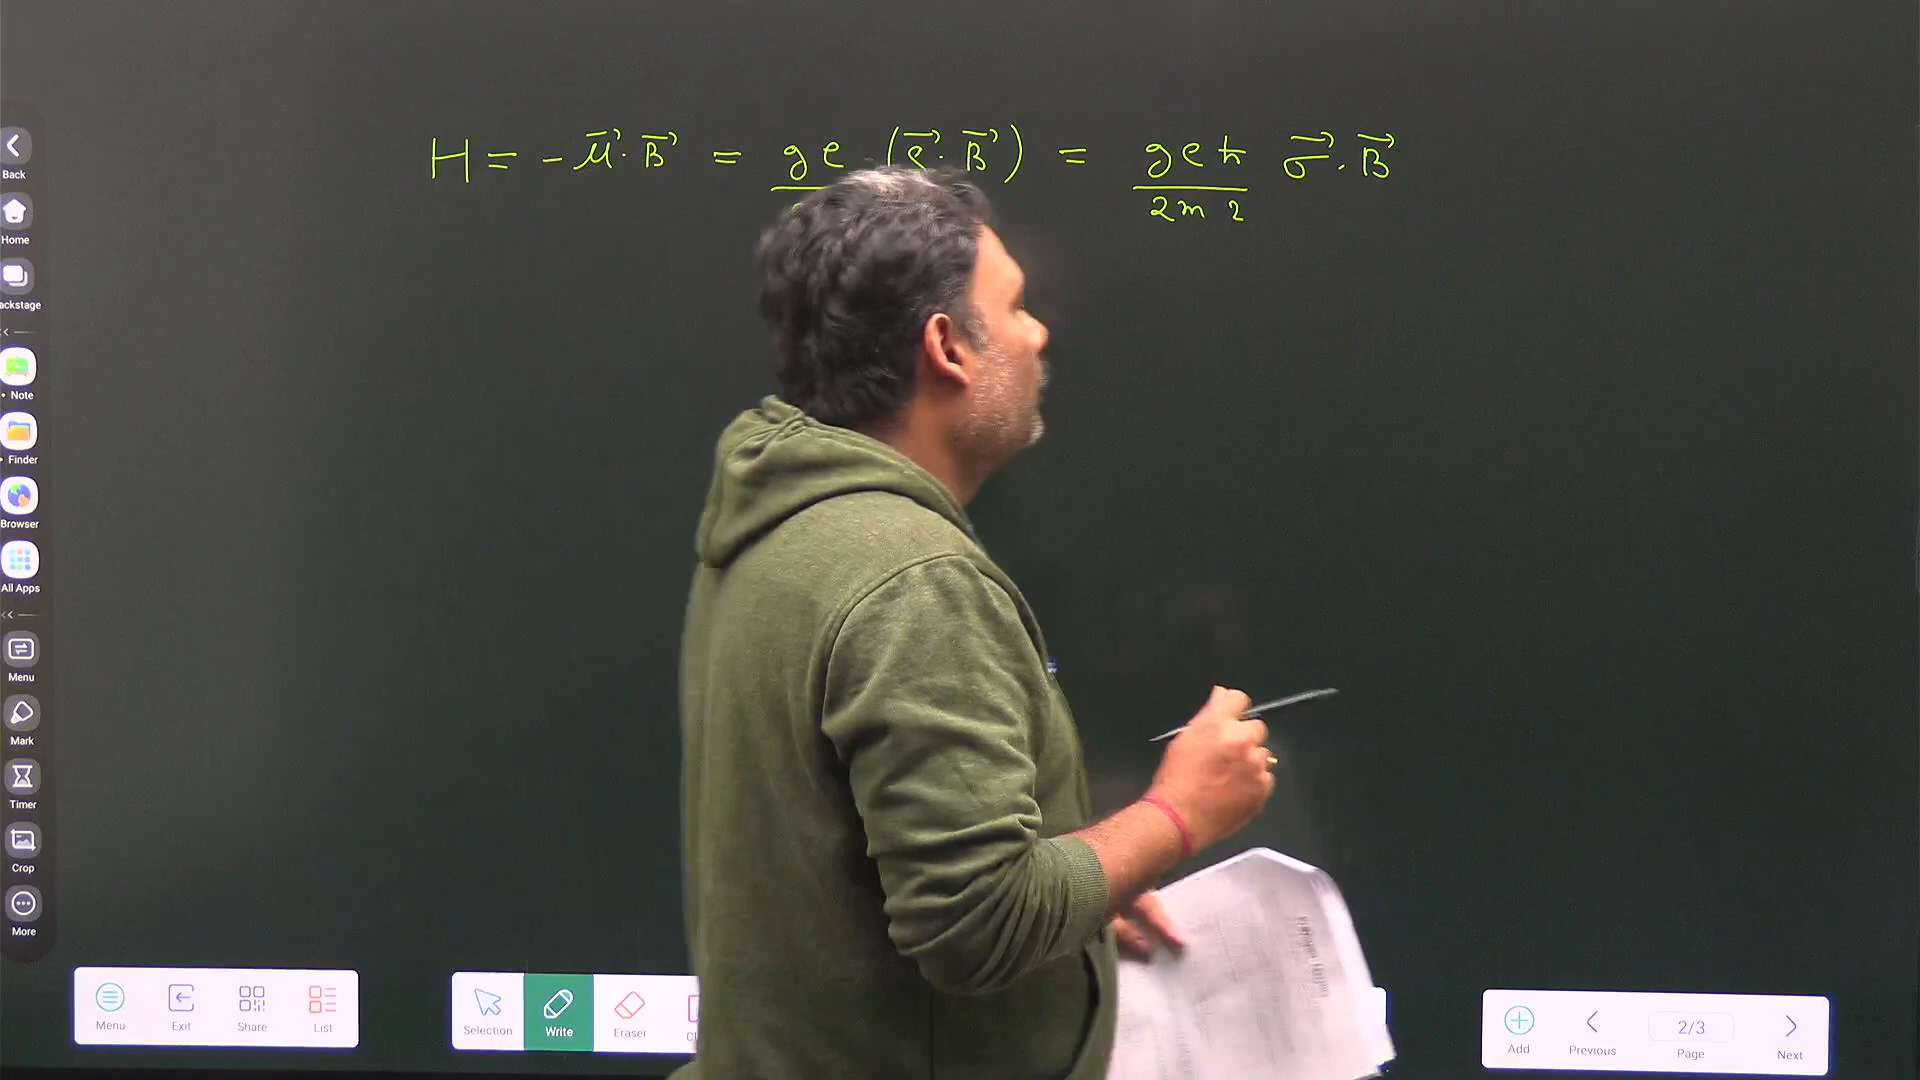 H = - μ⃗ · B⃗ = ge (S⃗ · B⃗) = geħ/2m 2 σ⃗ · B⃗
Back
Home
ackstage
Note
Finder
Browser
All Apps
Menu
Mark
Timer
Crop
More
Menu Exit Share List
Selection Write Eraser
Add Previous 2/3 Page Next